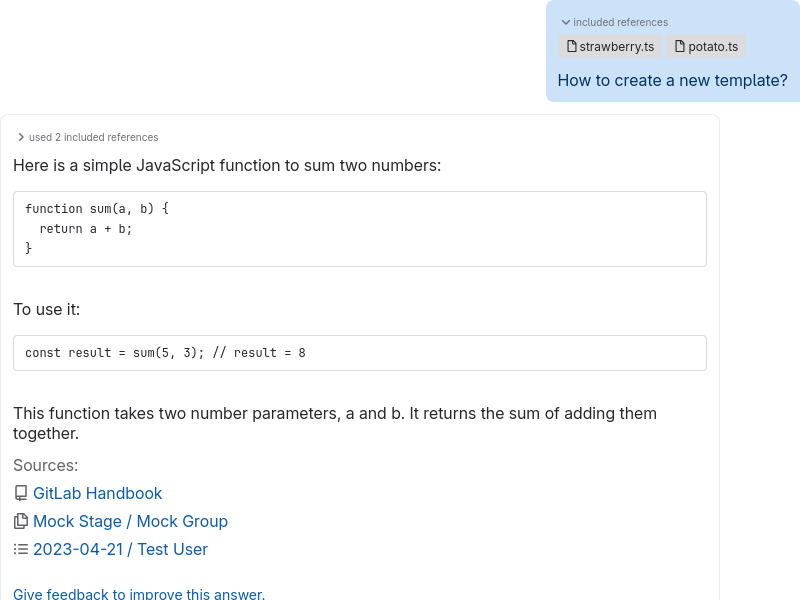 included references
strawberry.ts potato.ts
How to create a new template?
used 2 included references
Here is a simple JavaScript function to sum two numbers:
function sum(a, b) {
  return a + b;
}
To use it:
const result = sum(5, 3); // result = 8
This function takes two number parameters, a and b. It returns the sum of adding them
together.
Sources:
GitLab Handbook
Mock Stage / Mock Group
2023-04-21 / Test User
Give feedback to improve this answer.